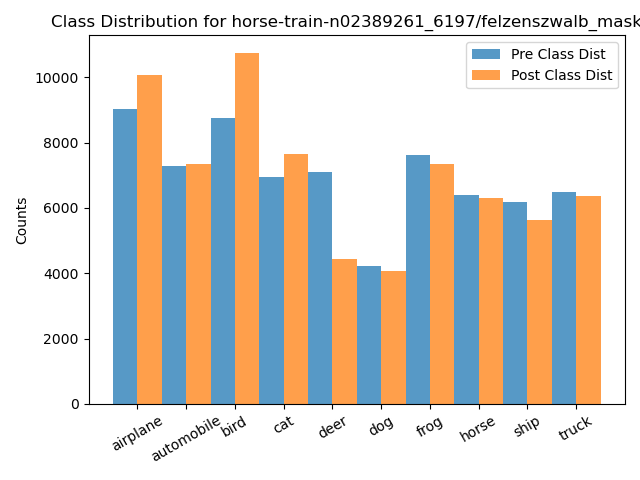 Class Distribution for horse-train-n02389261_6197/felzenszwalb_mask
Pre Class Dist
Post Class Dist
Counts
10000
8000
6000
4000
2000
0
airplane
automobile
bird
cat
deer
dog
frog
horse
ship
truck